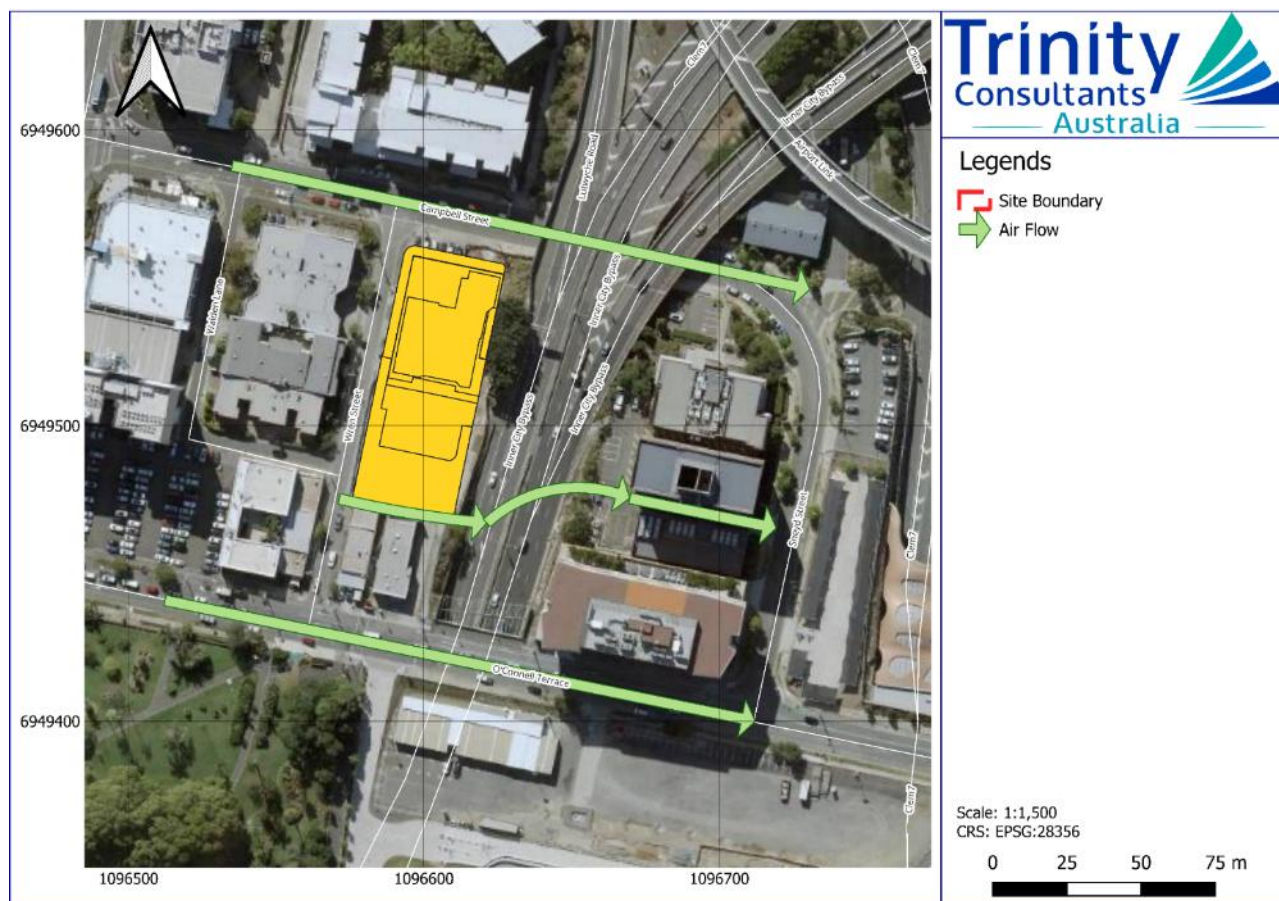 Trinity
Consultants
Australia
Legends
Site Boundary
Air Flow
Scale: 1:1,500
CRS: EPSG:28356
0 25 50 75 m
6949600
6949500
6949400
1096500 1096600 1096700
Clem7
Clem7
Inner City Bypass
Airport Link
Lutwyche Road
Campbell Street
Inner City Bypass
Walden Lane
Wren Street
Inner City Bypass
Inner City Bypass
Sneyd Street
Clem7
O'Connell Terrace
Clem7